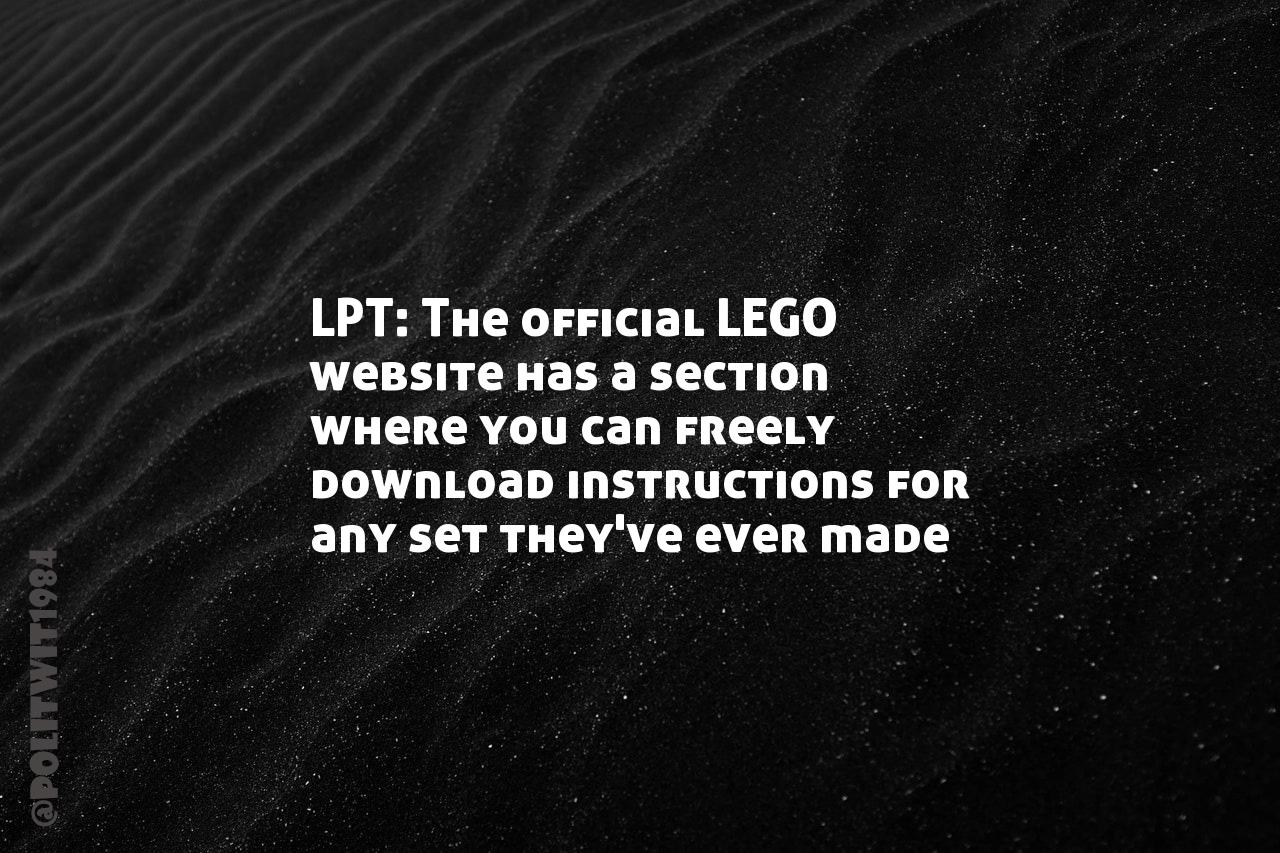 LPT: The official LEGO
website has a section
where you can freely
download instructions for
any set they've ever made
@POLITWIT1984